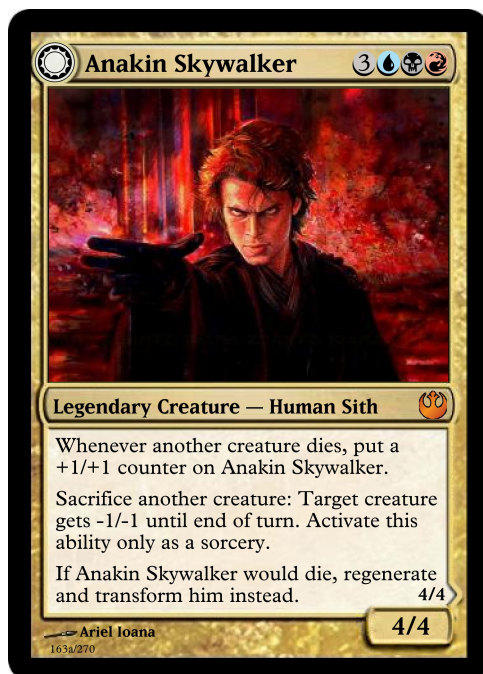 Anakin Skywalker 3
Legendary Creature — Human Sith
Whenever another creature dies, put a
+1/+1 counter on Anakin Skywalker.
Sacrifice another creature: Target creature
gets -1/-1 until end of turn. Activate this
ability only as a sorcery.
If Anakin Skywalker would die, regenerate
and transform him instead.
4/4
4/4
Ariel Ioana
163a/270